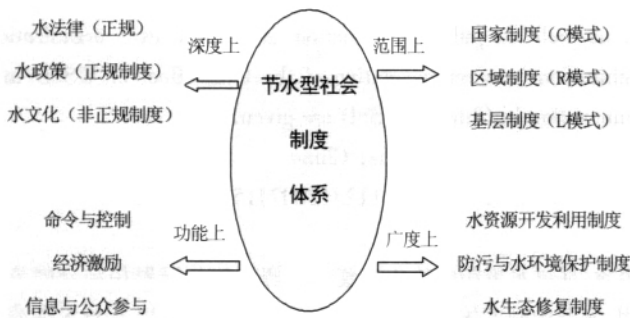 水法律（正规）
水政策（正规制度）
水文化（非正规制度）
深度上
节水型社会
制度
体系
范围上
国家制度（C模式）
区域制度（R模式）
基层制度（L模式）
命令与控制
经济激励
信息与公众参与
功能上
广度上
水资源开发利用制度
防污与水环境保护制度
水生态修复制度